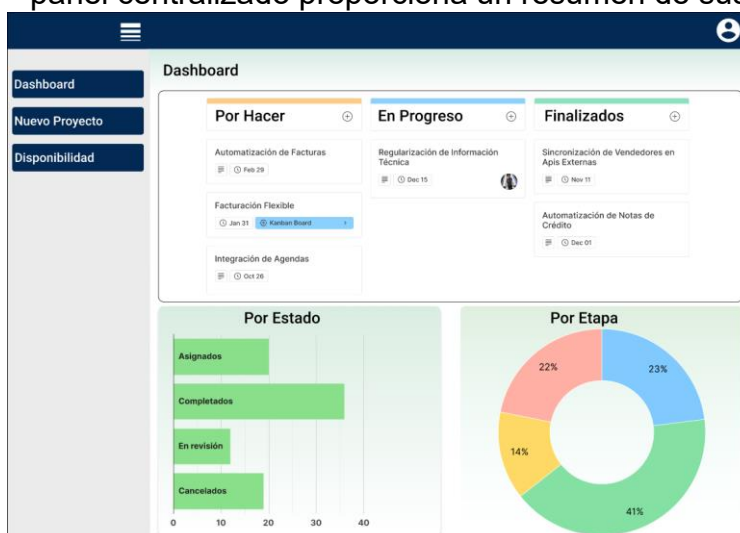 panel centralizado proporciona un resumen de sus
Dashboard
Nuevo Proyecto
Disponibilidad
Dashboard
Por Hacer
Automatización de Facturas
Feb 29
Facturación Flexible
Jan 31 Kanban Board
Integración de Agendas
Oct 26
En Progreso
Regularización de Información
Técnica
Dec 15
Finalizados
Sincronización de Vendedores en
Apis Externas
Nov 11
Automatización de Notas de
Crédito
Dec 01
Por Estado
Asignados
Completados
En revisión
Cancelados
0 10 20 30 40
Por Etapa
22% 23%
14%
41%